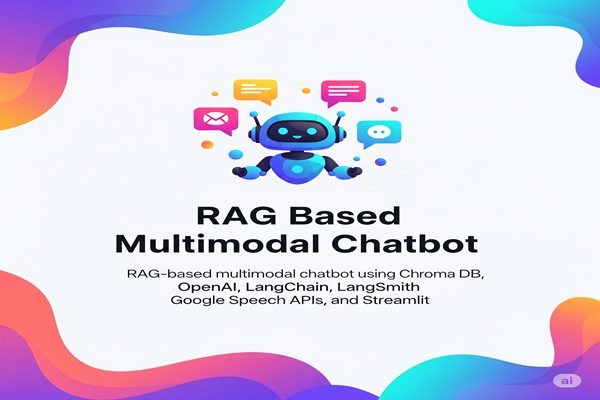 RAG Based
Multimodal Chatbot
RAG-based multimodal chatbot using Chroma DB,
OpenAI, LangChain, LangSmith
Google Speech APIs, and Streamlit
ai